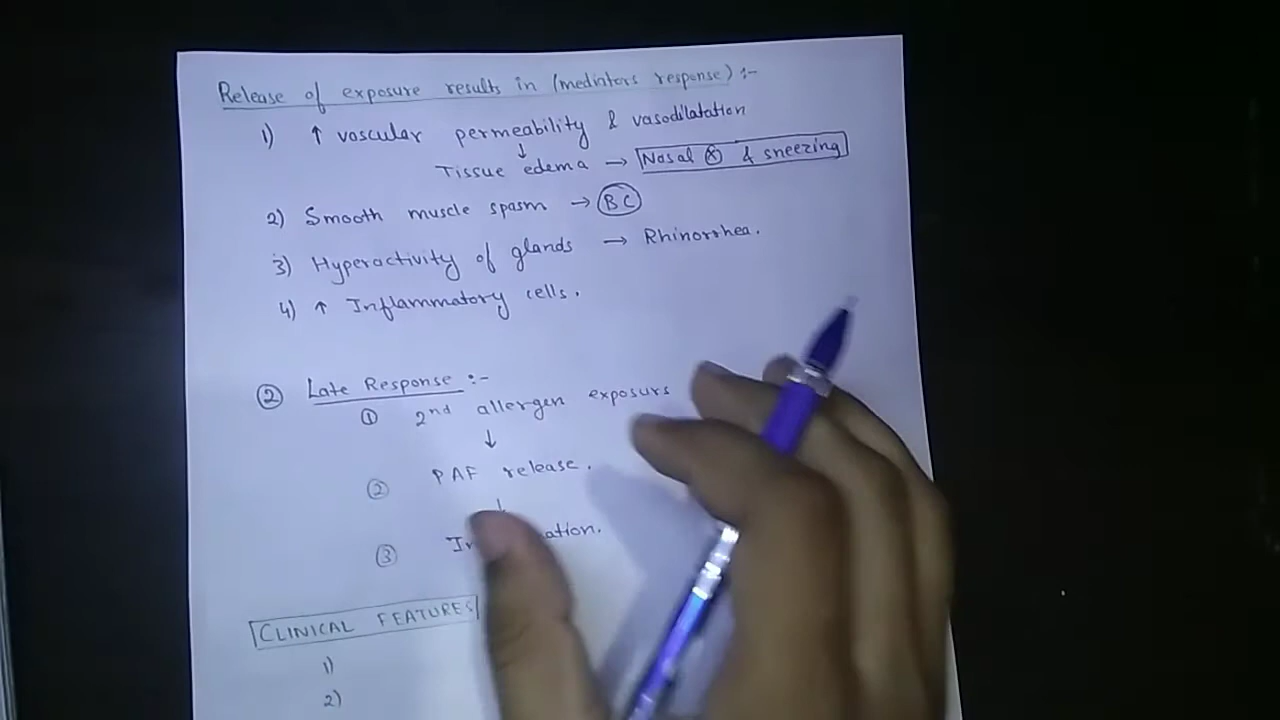 Release of exposure results in (mediators response) :-
1) ↑ vascular permeability & vasodilatation
↓
Tissue edema → Nasal ⊗ & sneezing
2) Smooth muscle spasm → BC
3) Hyperactivity of glands → Rhinorrhea.
4) ↑ Inflammatory cells.
② Late Response :-
① 2nd allergen exposurs
↓
② PAF release.
↓
③
CLINICAL FEATURES
1)
2)